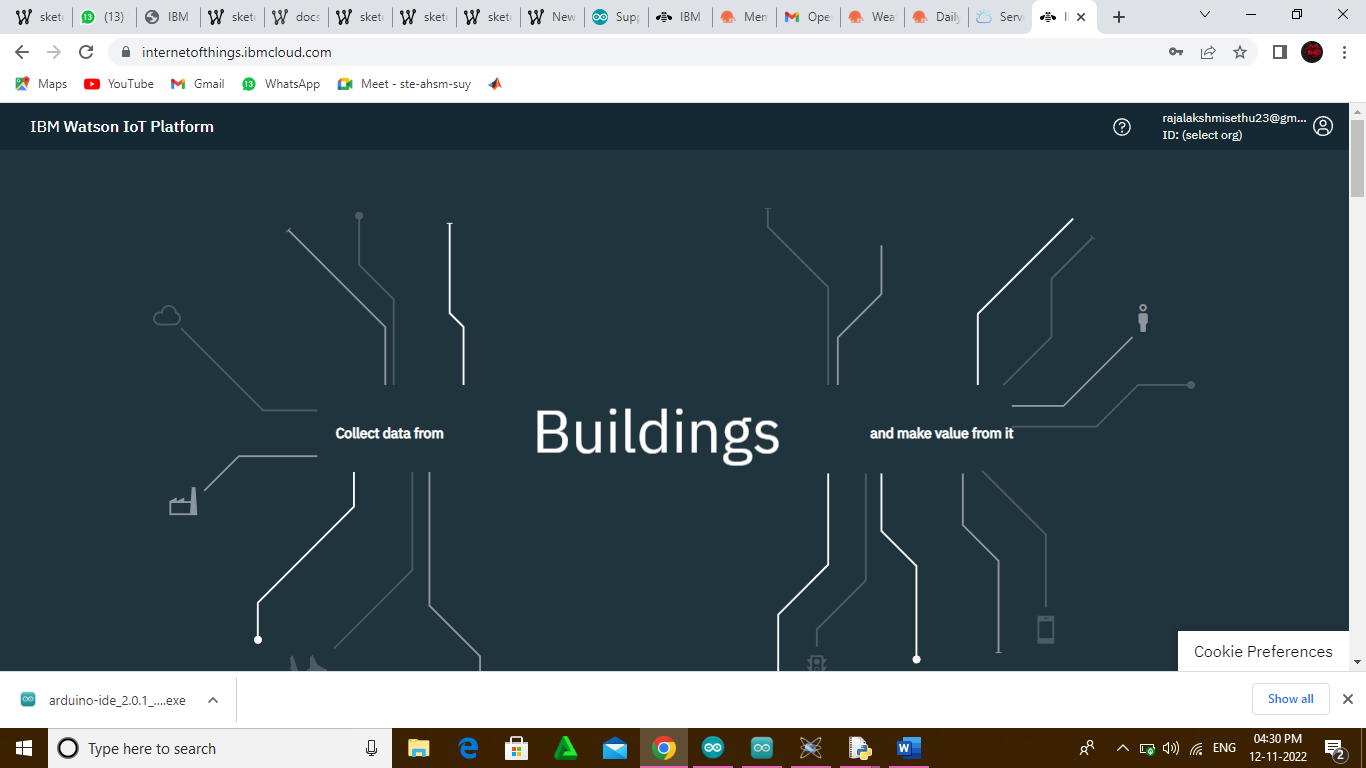 sket
(13)
IBM
sket
docs
sket
sket
sket
New
Supp
IBM
Men
Ope
Wea
Daily
Serv
internetofthings.ibmcloud.com
Maps
YouTube
Gmail
13
WhatsApp
Meet - ste-ahsm-suy
IBM Watson IoT Platform
rajalakshmisethu23@gm...
ID: (select org)
Collect data from
Buildings
and make value from it
Cookie Preferences
arduino-ide_2.0.1_....exe
Show all
Type here to search
ENG
04:30 PM
12-11-2022
2